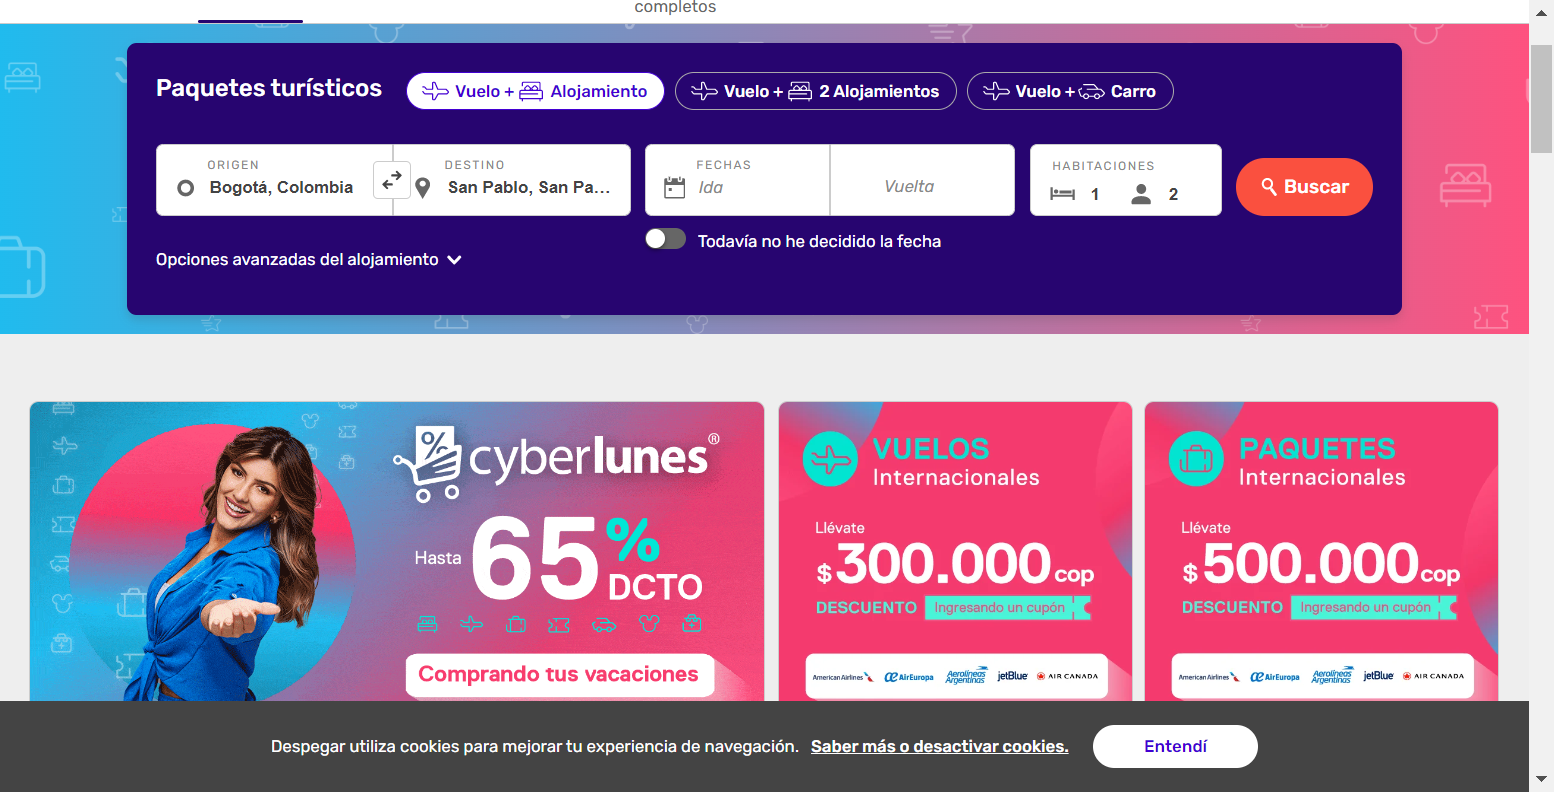 completos
Paquetes turísticos
Vuelo + Alojamiento
Vuelo + 2 Alojamientos
Vuelo + Carro
ORIGEN
Bogotá, Colombia
DESTINO
San Pablo, San Pa...
FECHAS
Ida
Vuelta
HABITACIONES
1 2
Buscar
Todavía no he decidido la fecha
Opciones avanzadas del alojamiento
cyberlunes®
Hasta 65% DCTO
Comprando tus vacaciones
VUELOS
Internacionales
Llévate
$300.000 cop
DESCUENTO Ingresando un cupón
American Airlines AirEuropa Aerolíneas Argentinas jetBlue AIR CANADA
PAQUETES
Internacionales
Llévate
$500.000 cop
DESCUENTO Ingresando un cupón
American Airlines AirEuropa Aerolíneas Argentinas jetBlue AIR CANADA
Despegar utiliza cookies para mejorar tu experiencia de navegación. Saber más o desactivar cookies.
Entendí